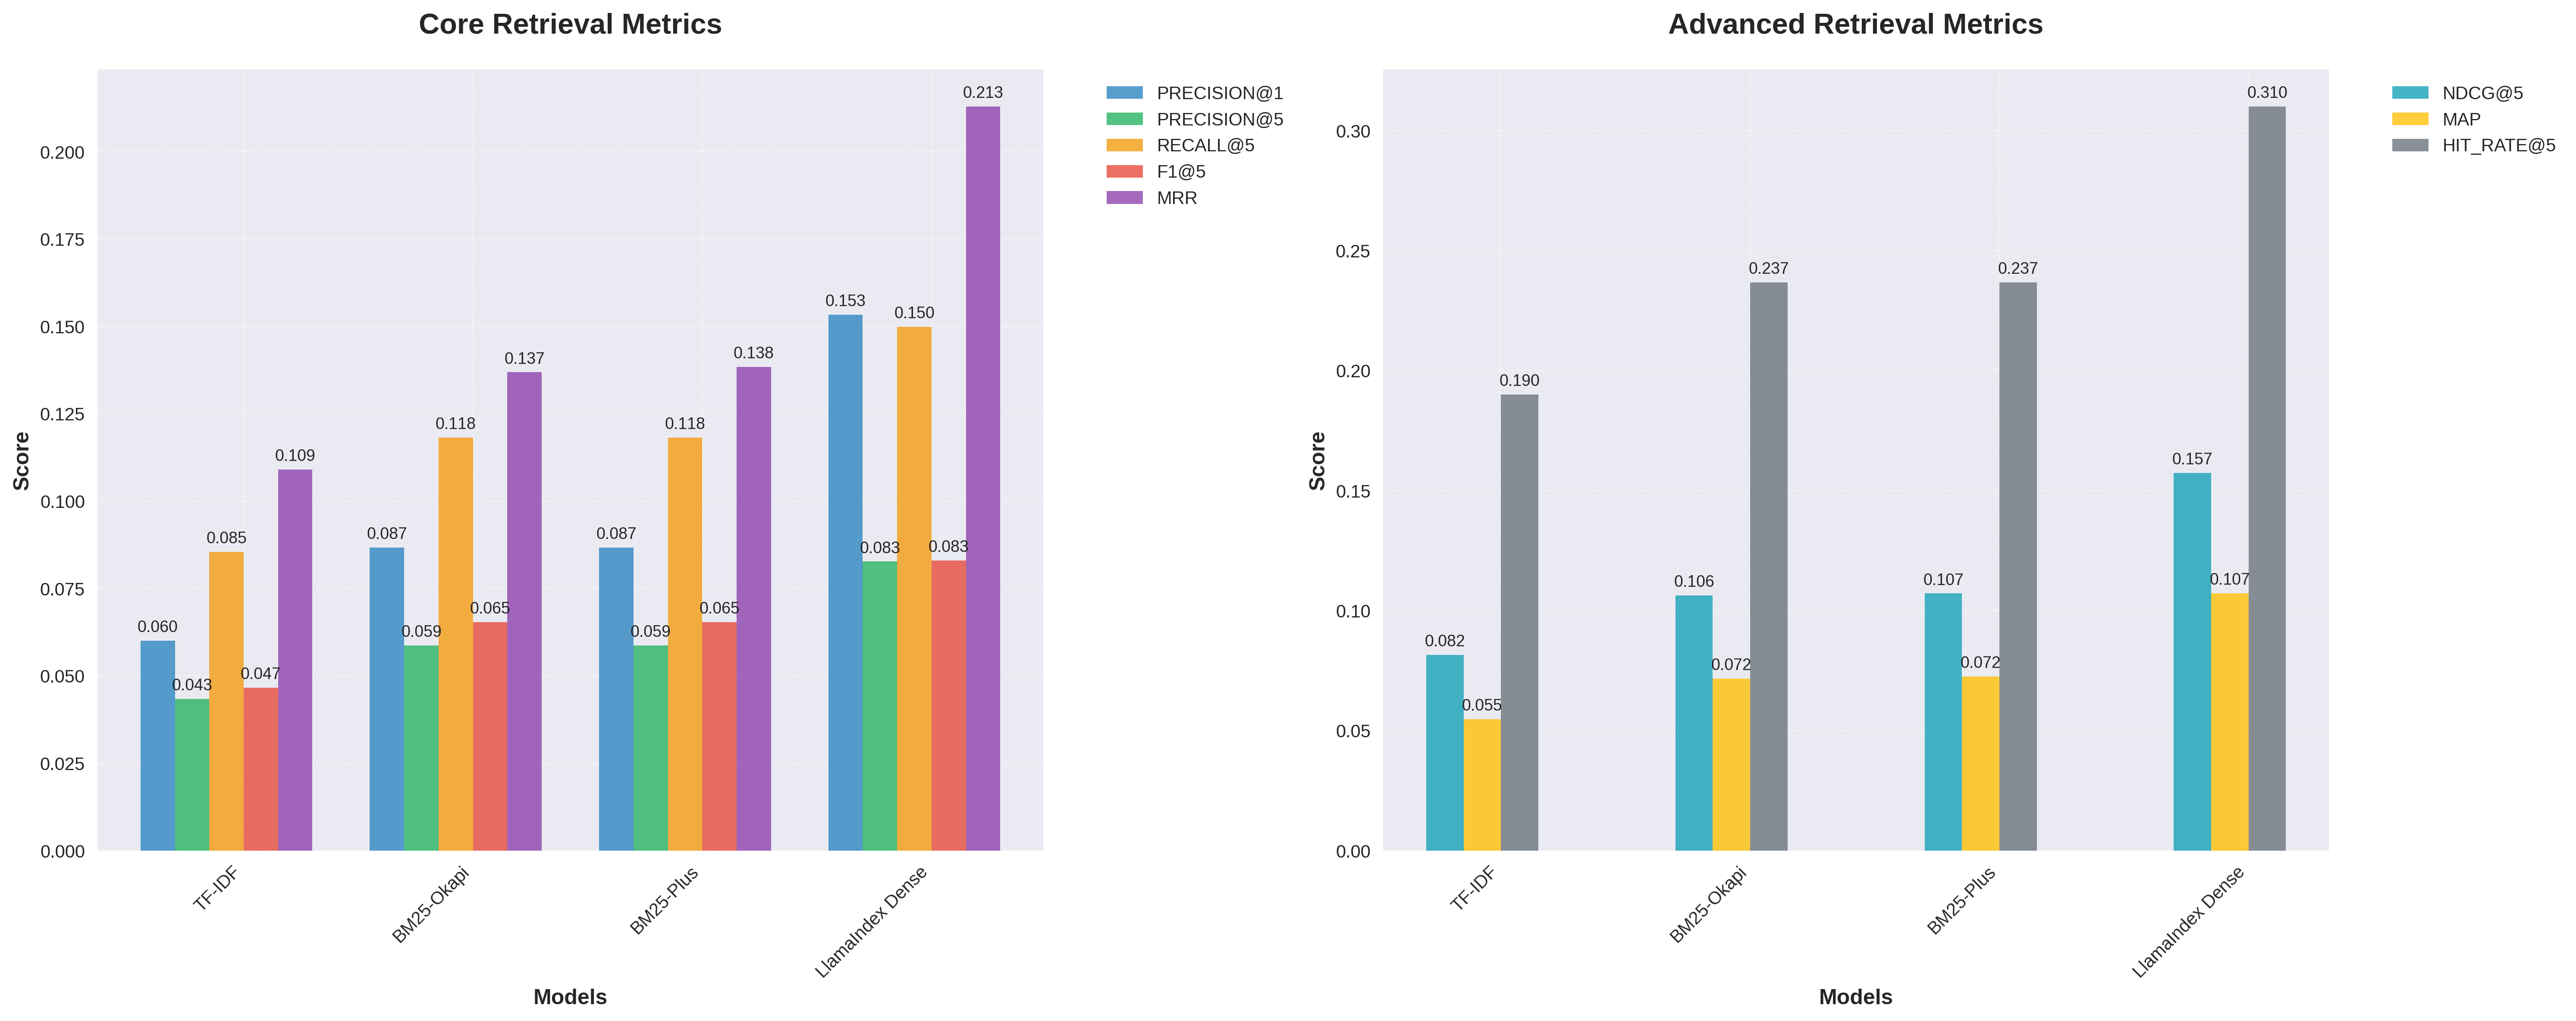 Core Retrieval Metrics
Score
0.200
0.175
0.150
0.125
0.100
0.075
0.050
0.025
0.000
0.060
0.043
0.085
0.047
0.109
0.087
0.059
0.118
0.065
0.137
0.087
0.059
0.118
0.065
0.138
0.153
0.083
0.150
0.083
0.213
TF-IDF
BM25-Okapi
BM25-Plus
LlamaIndex Dense
Models
PRECISION@1
PRECISION@5
RECALL@5
F1@5
MRR
Advanced Retrieval Metrics
Score
0.30
0.25
0.20
0.15
0.10
0.05
0.00
0.082
0.055
0.190
0.106
0.072
0.237
0.107
0.072
0.237
0.157
0.107
0.310
TF-IDF
BM25-Okapi
BM25-Plus
LlamaIndex Dense
Models
NDCG@5
MAP
HIT_RATE@5